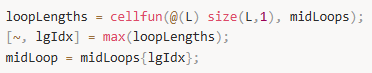 loopLengths = cellfun(@(L) size(L,1), midLoops);
[~, lgIdx] = max(loopLengths);
midLoop = midLoops{lgIdx};